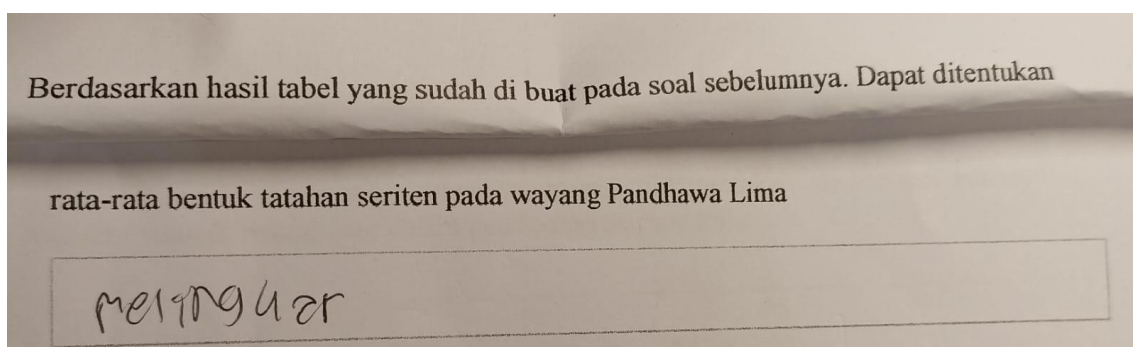 Berdasarkan hasil tabel yang sudah di buat pada soal sebelumnya. Dapat ditentukan
rata-rata bentuk tatahan seriten pada wayang Pandhawa Lima